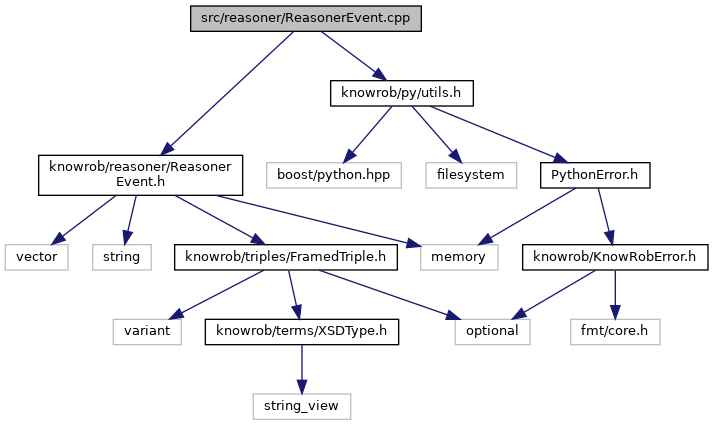 src/reasoner/ReasonerEvent.cpp
knowrob/py/utils.h
knowrob/reasoner/Reasoner
Event.h
boost/python.hpp
filesystem
PythonError.h
vector
string
knowrob/triples/FramedTriple.h
memory
knowrob/KnowRobError.h
variant
knowrob/terms/XSDType.h
optional
fmt/core.h
string_view